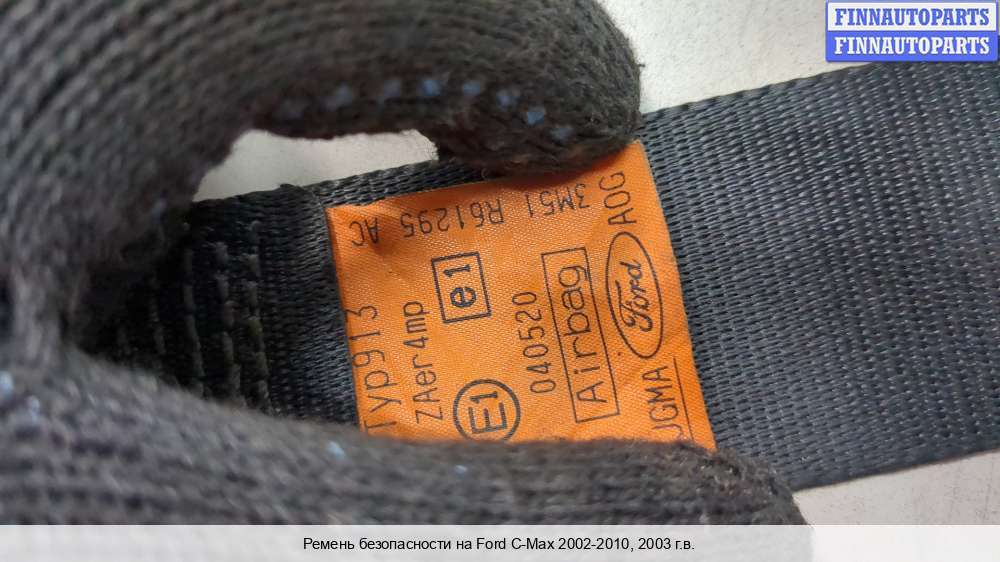 FINNAUTOPARTS
FINNAUTOPARTS
Typ9T3
ZAer4mp
e1
E1
040520
Airbag
Ford
AOG
JGMA
3M51 R61295 AC
Ремень безопасности на Ford C-Max 2002-2010, 2003 г.в.